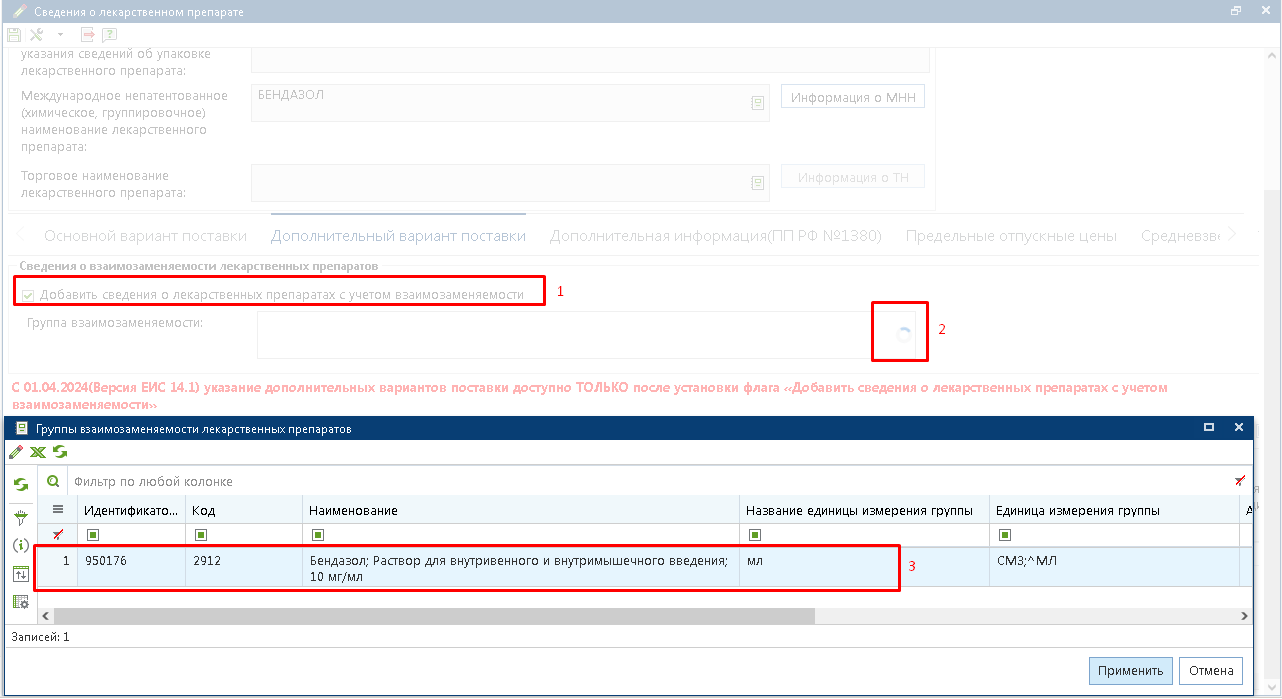 Сведения о лекарственном препарате
указания сведений об упаковке
лекарственного препарата:
Международное непатентованное
(химическое, группировочное)
наименование лекарственного
препарата:
БЕНДАЗОЛ
Информация о МНН
Торговое наименование
лекарственного препарата:
Информация о ТН
Основной вариант поставки Дополнительный вариант поставки Дополнительная информация(ПП РФ №1380) Предельные отпускные цены Средневзво
Сведения о взаимозаменяемости лекарственных препаратов
Добавить сведения о лекарственных препаратах с учетом взаимозаменяемости 1
Группа взаимозаменяемости: 2
С 01.04.2024(Версия ЕИС 14.1) указание дополнительных вариантов поставки доступно ТОЛЬКО после установки флага «Добавить сведения о лекарственных препаратах с учетом
взаимозаменяемости»
Группы взаимозаменяемости лекарственных препаратов
Фильтр по любой колонке
Идентификато... Код Наименование Название единицы измерения группы Единица измерения группы А
1 950176 2912 Бендазол; Раствор для внутривенного и внутримышечного введения; мл СМ3;^МЛ
10 мг/мл
3
Записей: 1
Применить Отмена